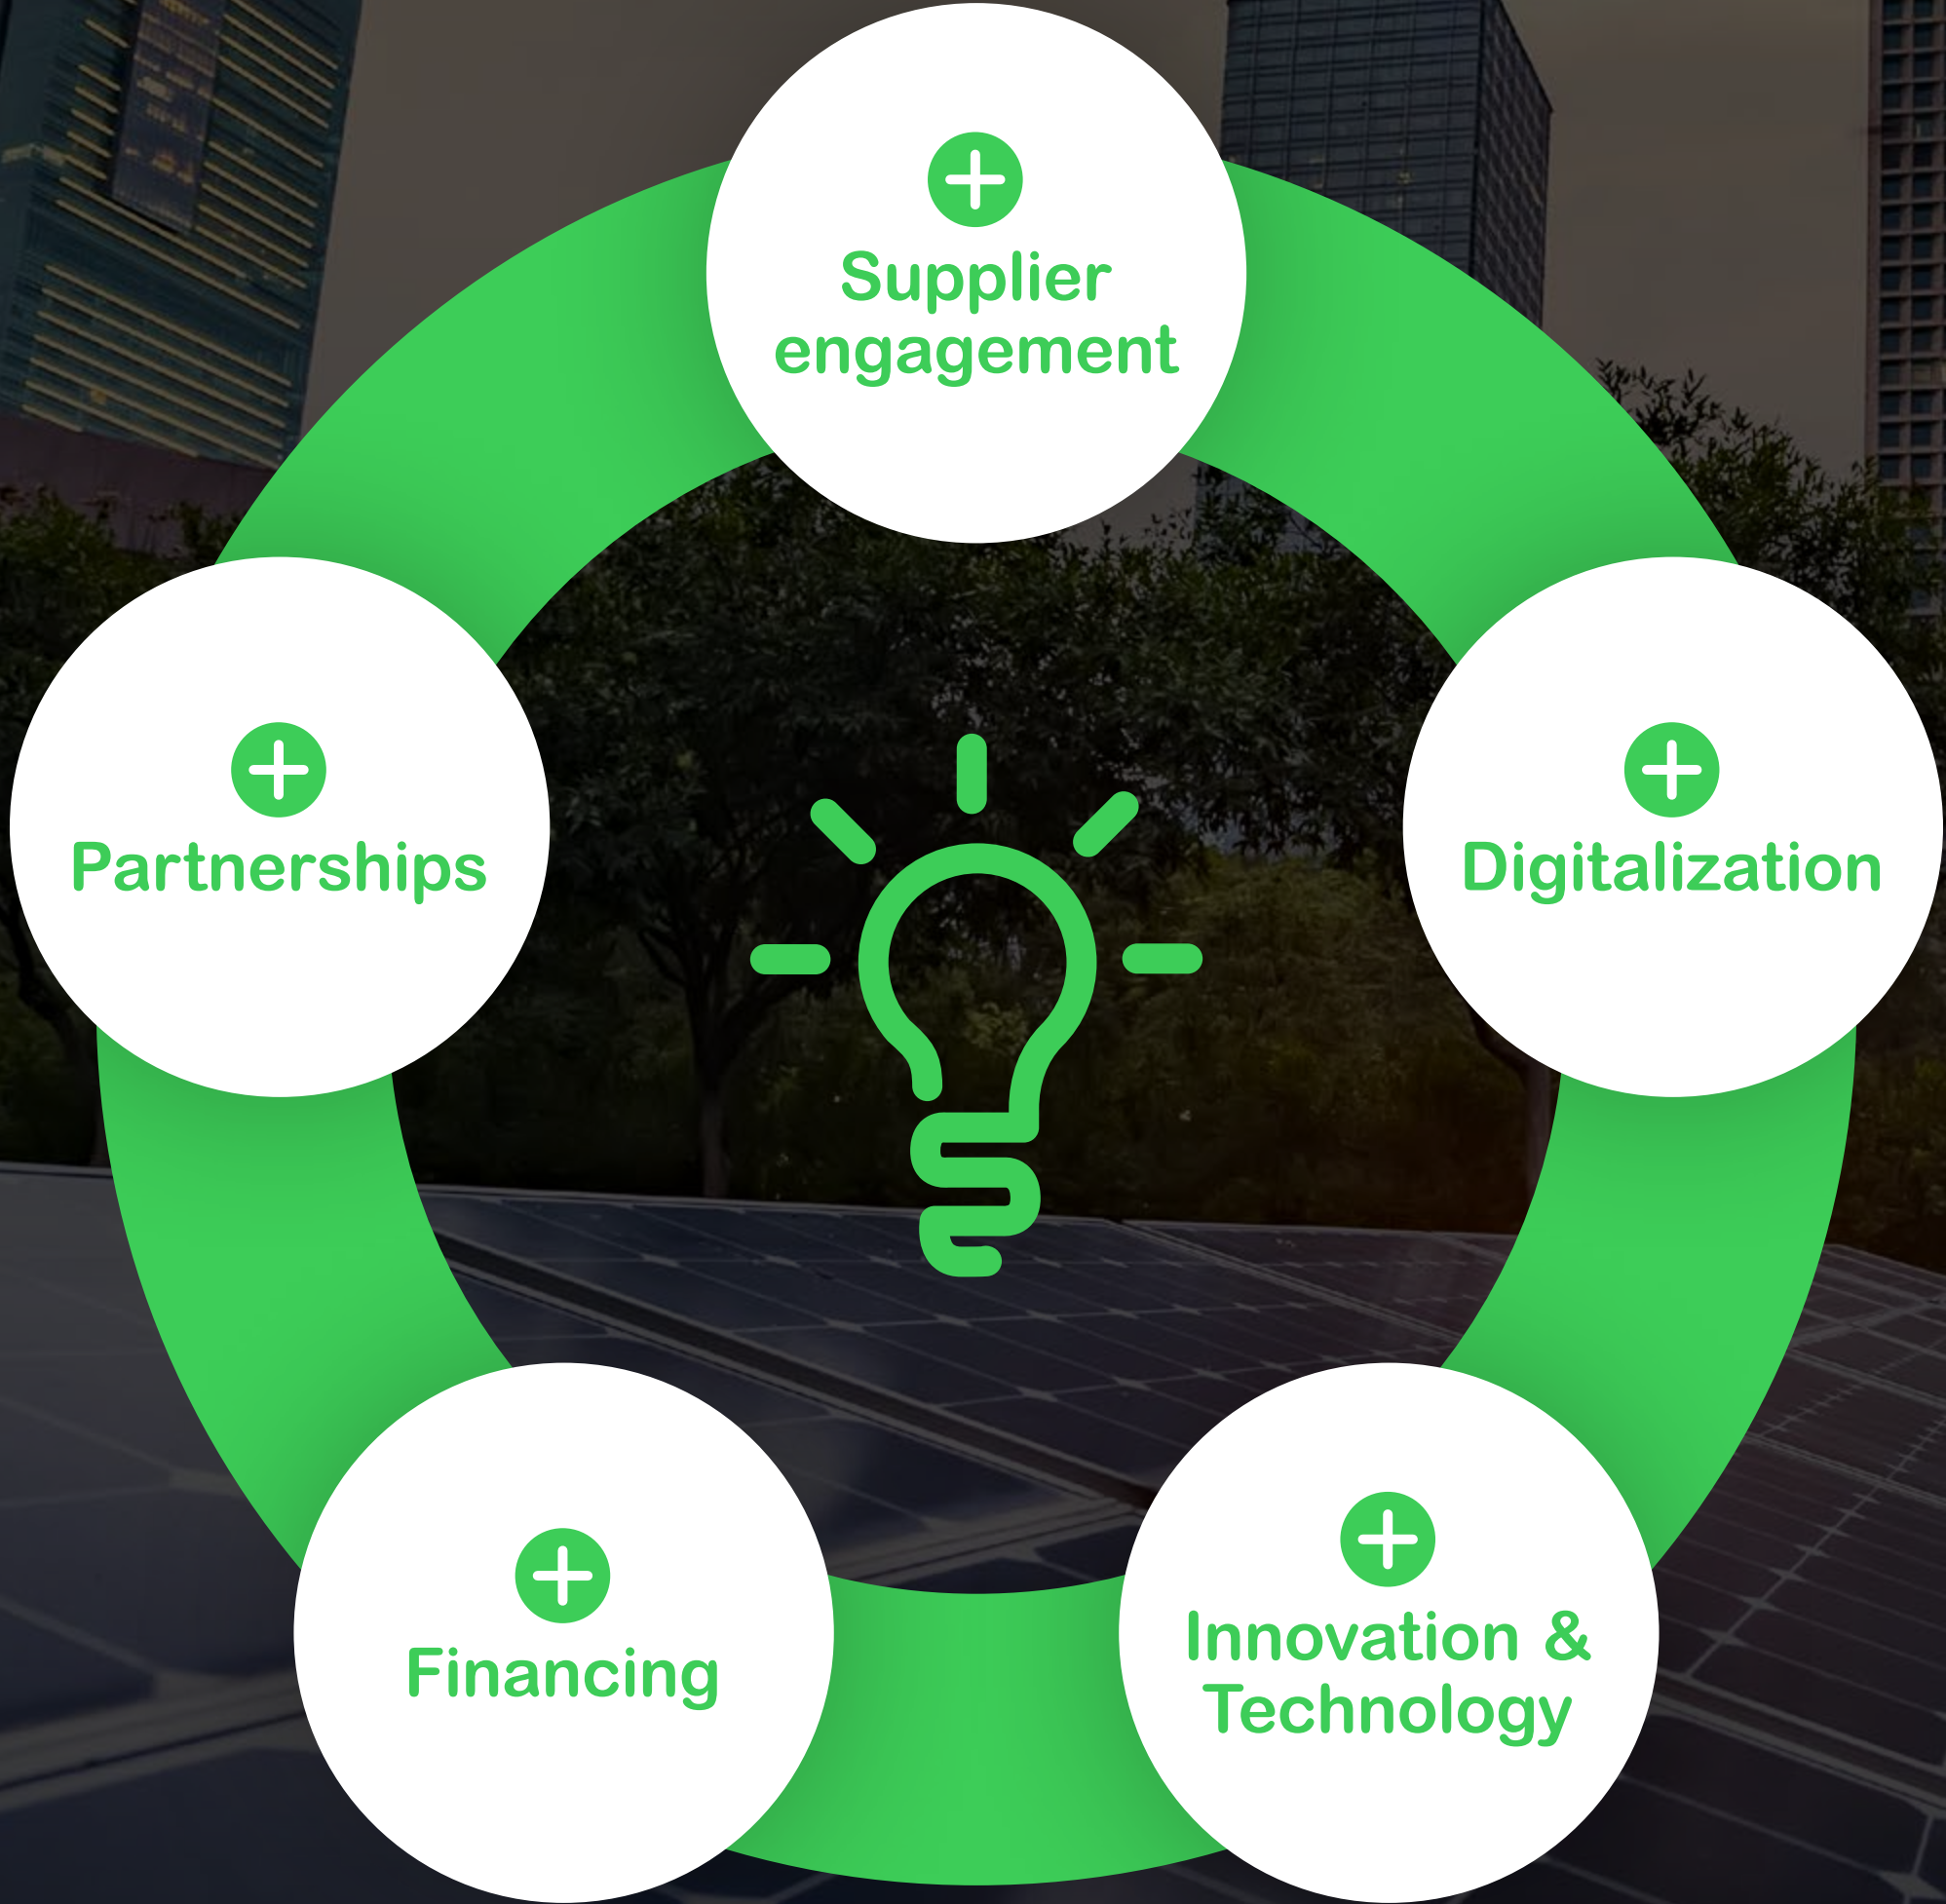 Supplier
engagement
Partnerships
Digitalization
Financing
Innovation &
Technology